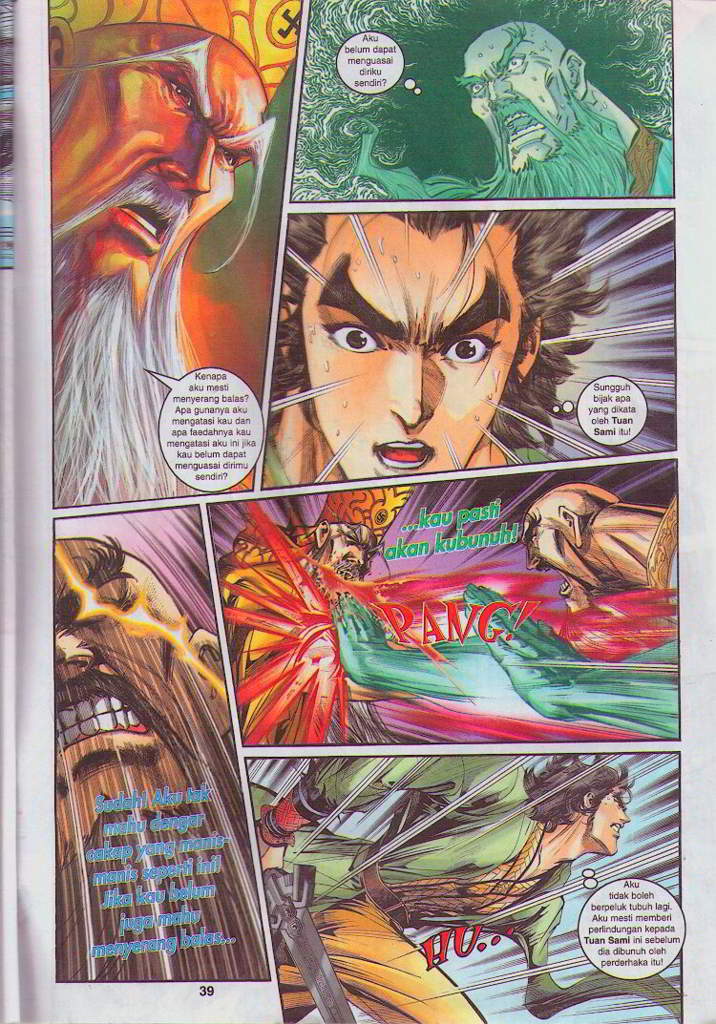 Kenapa
aku mesti
menyerang balas?
Apa gunanya aku
mengatasi kau dan
apa faedahnya kau
mengatasi aku ini jika
kau belum dapat
menguasai dirimu
sendiri?
Aku
belum dapat
menguasai
diriku
sendiri?
Sungguh
bijak apa
yang dikata
oleh Tuan
Sami itu!
Sudah! Aku tak
mahu dengar
cakap yang manis-
manis seperti ini!
Jika kau belum
juga mahu
menyerang balas...
...kau pasti
akan kubunuh!
PANG!
HU...
Aku
tidak boleh
berpeluk tubuh lagi.
Aku mesti memberi
perlindungan kepada
Tuan Sami ini sebelum
dia dibunuh oleh
perderhaka itu!
39